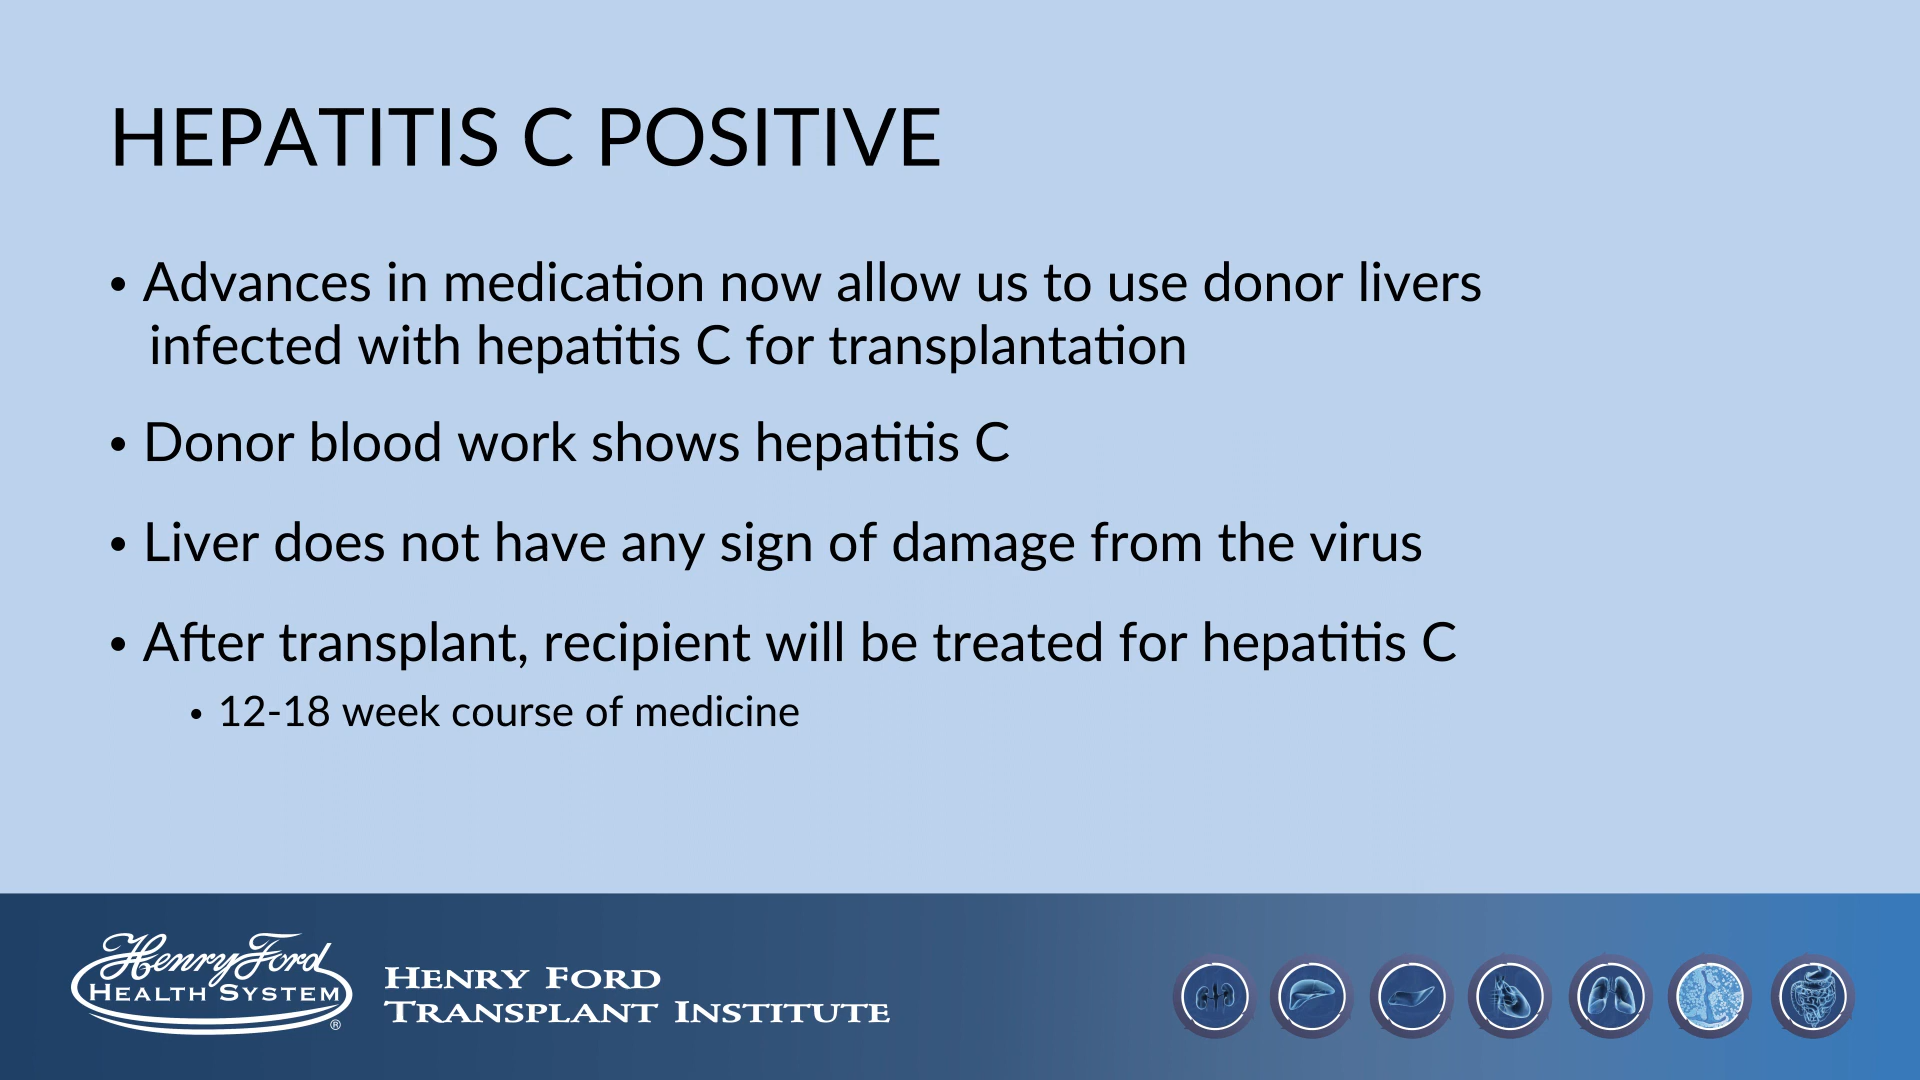 HEPATITIS C POSITIVE
• Advances in medication now allow us to use donor livers
infected with hepatitis C for transplantation
• Donor blood work shows hepatitis C
• Liver does not have any sign of damage from the virus
• After transplant, recipient will be treated for hepatitis C
• 12-18 week course of medicine
Henry Ford
HEALTH SYSTEM
®
HENRY FORD
TRANSPLANT INSTITUTE